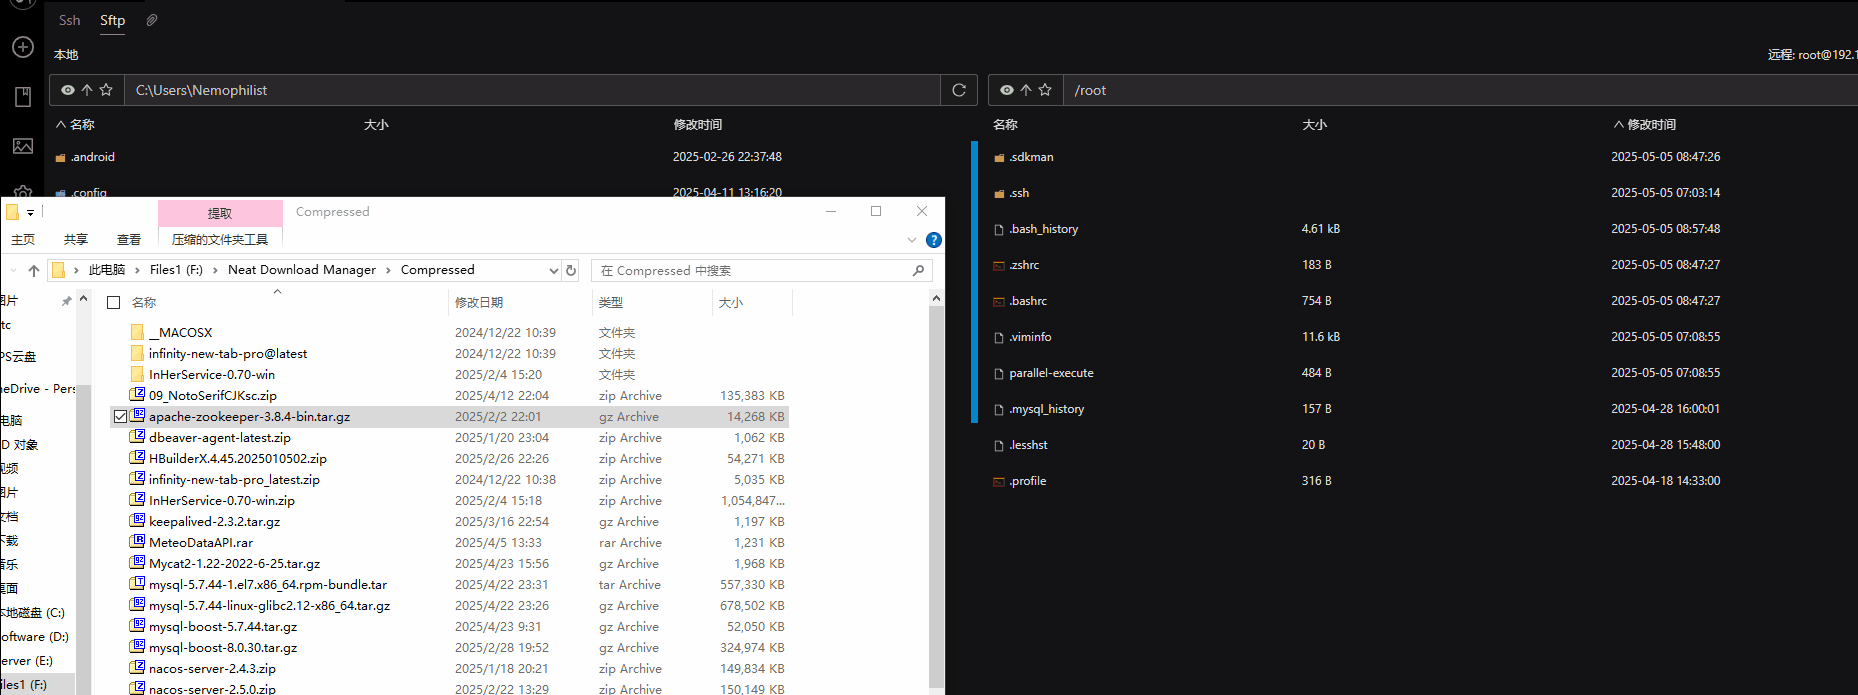 Ssh Sftp
本地
远程: root@192.1
C:\Users\Nemophilist
/root
名称 大小 修改时间
名称 大小 修改时间
.android 2025-02-26 22:37:48
.config 2025-04-11 13:16:20
.sdkman 2025-05-05 08:47:26
.ssh 2025-05-05 07:03:14
.bash_history 4.61 kB 2025-05-05 08:57:48
.zshrc 183 B 2025-05-05 08:47:27
.bashrc 754 B 2025-05-05 08:47:27
.viminfo 11.6 kB 2025-05-05 07:08:55
parallel-execute 484 B 2025-05-05 07:08:55
.mysql_history 157 B 2025-04-28 16:00:01
.lesshst 20 B 2025-04-28 15:48:00
.profile 316 B 2025-04-18 14:33:00
提取 Compressed
主页 共享 查看 压缩的文件夹工具
此电脑 › Files1 (F:) › Neat Download Manager › Compressed
在 Compressed 中搜索
图片
tc
PS云盘
neDrive - Pers
电脑
D 对象
视频
图片
文档
下载
音乐
桌面
本地磁盘 (C:)
oftware (D:)
erver (E:)
iles1 (F:)
名称 修改日期 类型 大小
__MACOSX 2024/12/22 10:39 文件夹
infinity-new-tab-pro@latest 2024/12/22 10:39 文件夹
InHerService-0.70-win 2025/2/4 15:20 文件夹
09_NotoSerifCJKsc.zip 2025/4/12 22:04 zip Archive 135,383 KB
apache-zookeeper-3.8.4-bin.tar.gz 2025/2/2 22:01 gz Archive 14,268 KB
dbeaver-agent-latest.zip 2025/1/20 23:04 zip Archive 1,062 KB
HBuilderX.4.45.2025010502.zip 2025/2/26 22:26 zip Archive 54,271 KB
infinity-new-tab-pro_latest.zip 2024/12/22 10:38 zip Archive 5,035 KB
InHerService-0.70-win.zip 2025/2/4 15:18 zip Archive 1,054,847...
keepalived-2.3.2.tar.gz 2025/3/16 22:54 gz Archive 1,197 KB
MeteoDataAPI.rar 2025/4/5 13:33 rar Archive 1,231 KB
Mycat2-1.22-2022-6-25.tar.gz 2025/4/23 15:56 gz Archive 1,968 KB
mysql-5.7.44-1.el7.x86_64.rpm-bundle.tar 2025/4/22 23:31 tar Archive 557,330 KB
mysql-5.7.44-linux-glibc2.12-x86_64.tar.gz 2025/4/22 23:26 gz Archive 678,502 KB
mysql-boost-5.7.44.tar.gz 2025/4/23 9:31 gz Archive 52,050 KB
mysql-boost-8.0.30.tar.gz 2025/2/28 19:52 gz Archive 324,974 KB
nacos-server-2.4.3.zip 2025/1/18 20:21 zip Archive 149,834 KB
nacos-server-2.5.0.zip 2025/2/22 13:29 zip Archive 150,149 KB